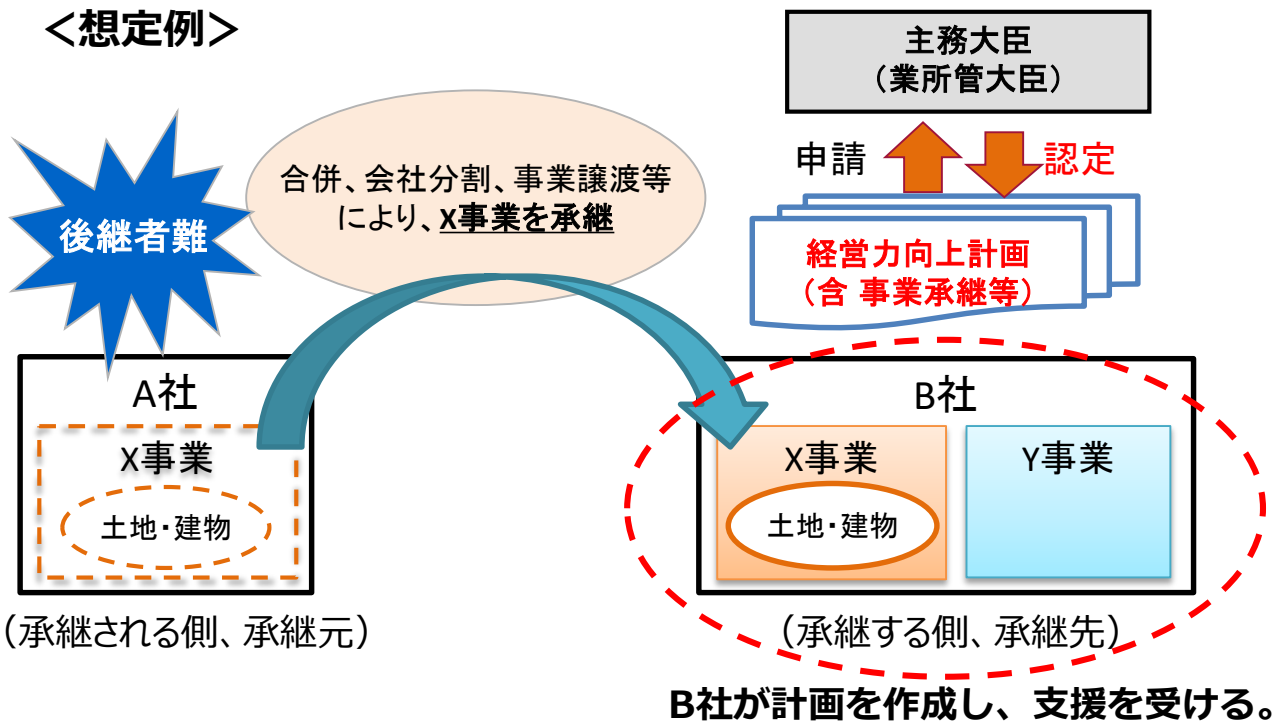 ＜想定例＞
主務大臣
（業所管大臣）
申請
認定
経営力向上計画
（含 事業承継等）
後継者難
合併、会社分割、事業譲渡等
により、X事業を承継
A社
X事業
土地・建物
（承継される側、承継元）
B社
X事業
土地・建物
Y事業
（承継する側、承継先）
B社が計画を作成し、支援を受ける。